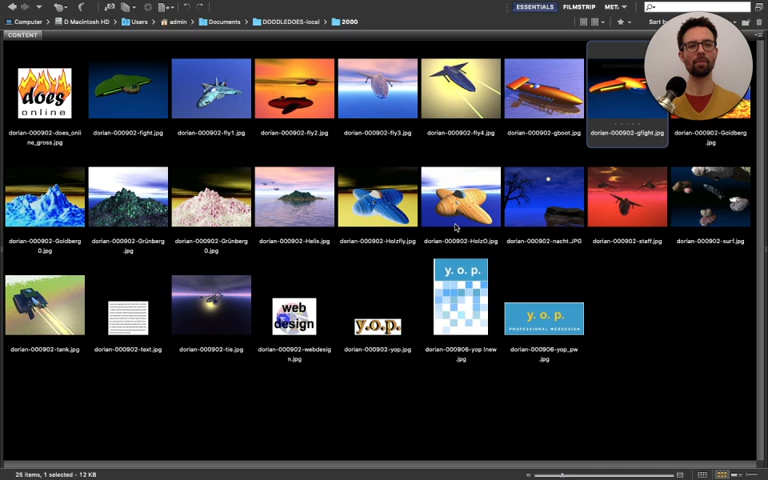 ESSENTIALS FILMSTRIP
Computer > D Macintosh HD > Users > admin > Documents > DOODLEDOES-local > 2000
Sort by
CONTENT
does
online
dorian-000902-does_onli
ne_gross.jpg
dorian-000902-fight.jpg
dorian-000902-fly1.jpg
dorian-000902-fly2.jpg
dorian-000902-fly3.jpg
dorian-000902-fly4.jpg
dorian-000902-gboot.jpg
dorian-000902-gfight.jpg
dorian-000902-Goldberg
.jpg
dorian-000902-Goldberg
0.jpg
dorian-000902-Grünberg
.jpg
dorian-000902-Grünberg
0.jpg
dorian-000902-Helis.jpg
dorian-000902-Holzfly.jpg
dorian-000902-HolzO.jpg
dorian-000902-nacht.JPG
dorian-000902-staff.jpg
dorian-000902-surf.jpg
web
design
y.o.p.
y. o. p.
y. o. p.
PROFESSIONAL WEBDESIGN
dorian-000902-tank.jpg
dorian-000902-text.jpg
dorian-000902-tie.jpg
dorian-000902-webdesig
n.jpg
dorian-000902-yop.jpg
dorian-000906-yop !new
.jpg
dorian-000906-yop_pw
.jpg
25 items, 1 selected - 12 KB